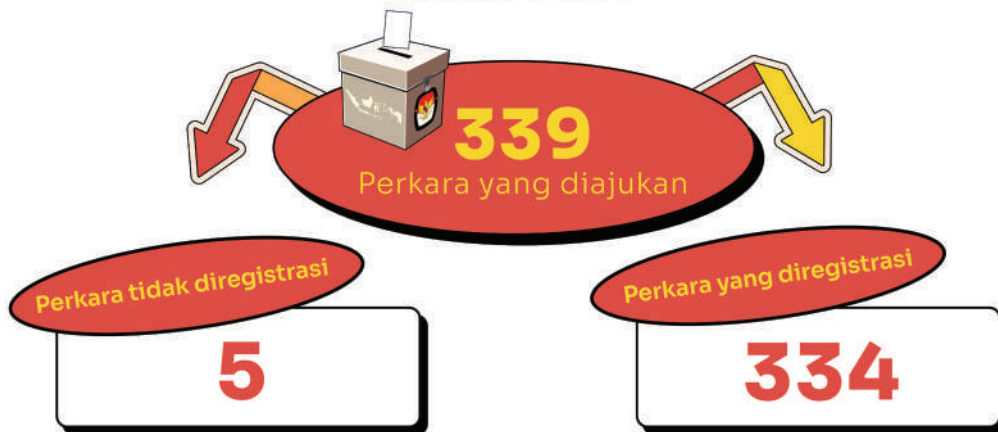 339
Perkara yang diajukan
Perkara tidak diregistrasi
5
Perkara yang diregistrasi
334